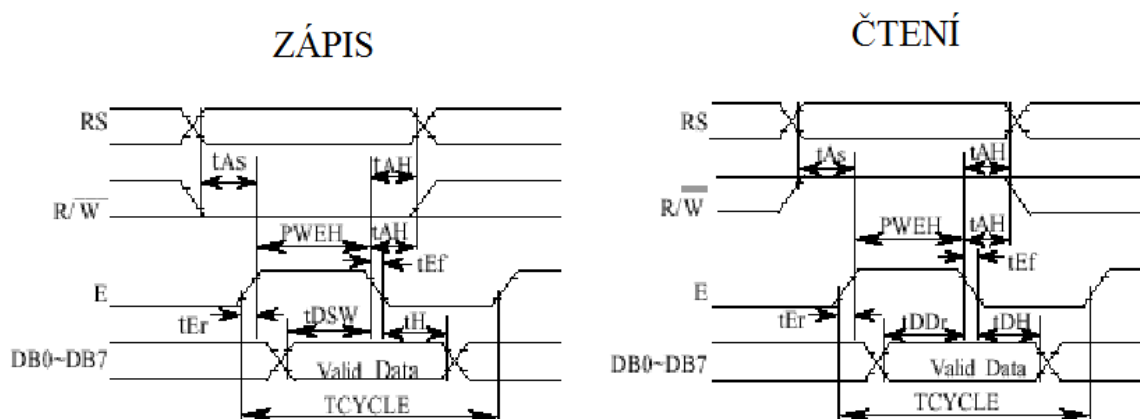 ZÁPIS
RS
tAs
tAH
R/W
PWEH
tAH
tEf
E
tEr
tDSW
tH
DB0~DB7
Valid Data
TCYCLE
ČTENÍ
RS
tAs
tAH
R/W
PWEH
tAH
tEf
E
tEr
tDDr
tDH
DB0~DB7
Valid Data
TCYCLE